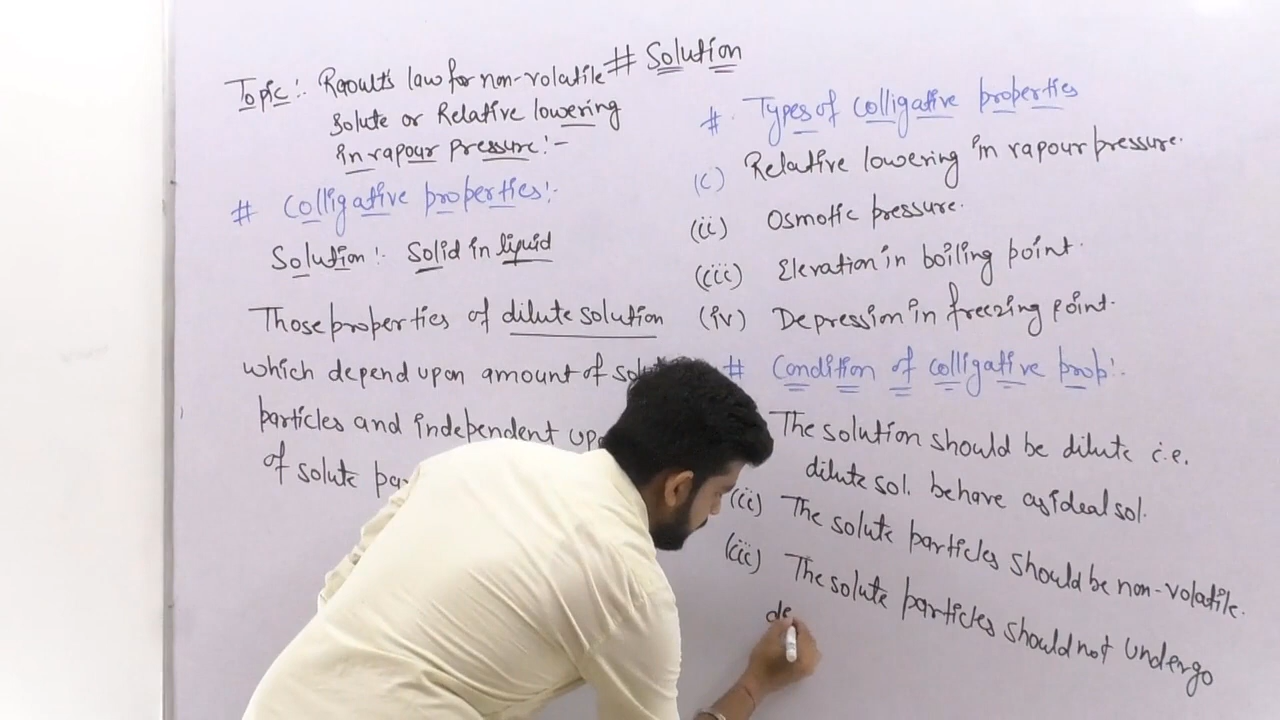 # Solution
Topic:- Raoult's law for non-volatile
Solute or Relative lowering
in vapour pressure:-
# Colligative properties:-
Solution:- Solid in liquid
Those properties of dilute solution
which depend upon amount of
particles and independent
of solute
# Types of colligative properties
(i) Relative lowering in vapour pressure.
(ii) Osmotic pressure.
(iii) Elevation in boiling point.
(iv) Depression in freezing point.
# Condition of colligative prop:-
The solution should be dilute i.e.
dilute sol. behave as ideal sol.
(ii) The solute particles should be non-volatile.
(iii) The solute particles should not undergo
de